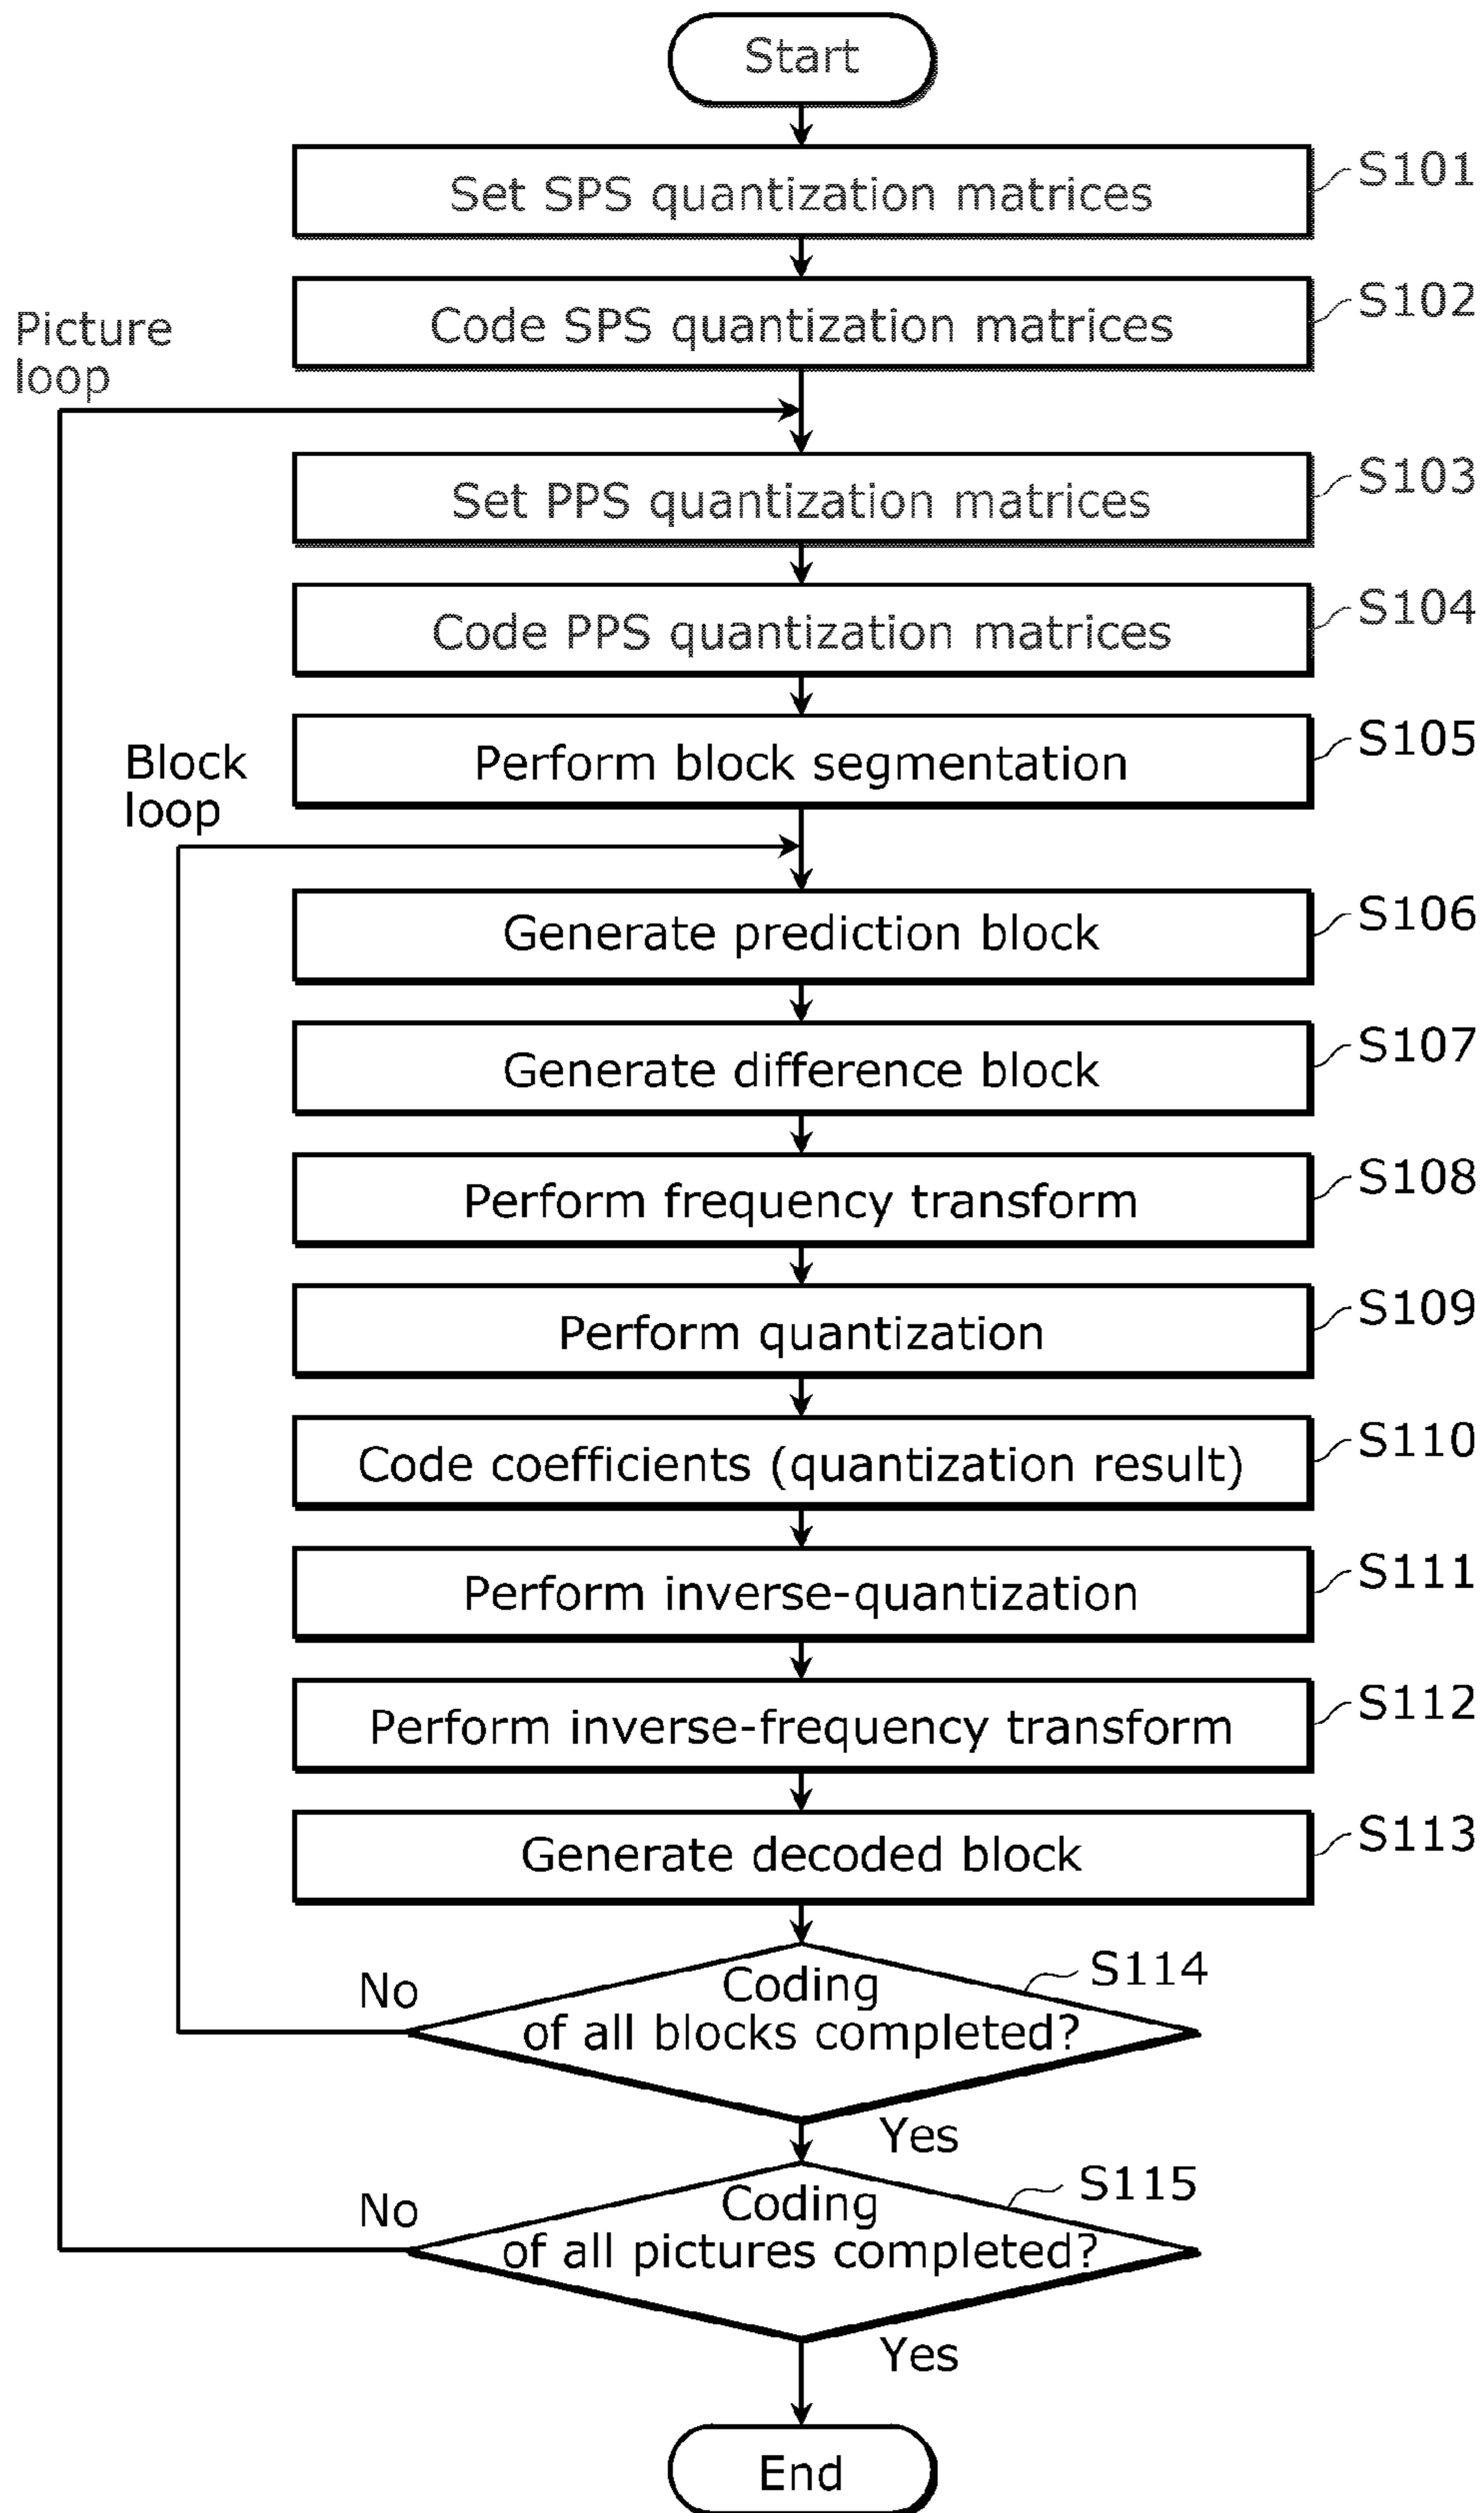 Start
Set SPS quantization matrices
S101
Code SPS quantization matrices
S102
Picture
loop
Set PPS quantization matrices
S103
Code PPS quantization matrices
S104
Perform block segmentation
S105
Block
loop
Generate prediction block
S106
Generate difference block
S107
Perform frequency transform
S108
Perform quantization
S109
Code coefficients (quantization result)
S110
Perform inverse-quantization
S111
Perform inverse-frequency transform
S112
Generate decoded block
S113
Coding
of all blocks completed?
S114
No
Yes
Coding
of all pictures completed?
S115
No
Yes
End